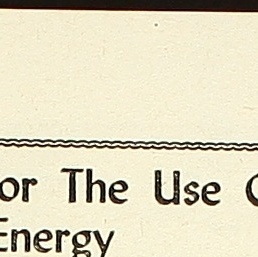 or The Use
Energy